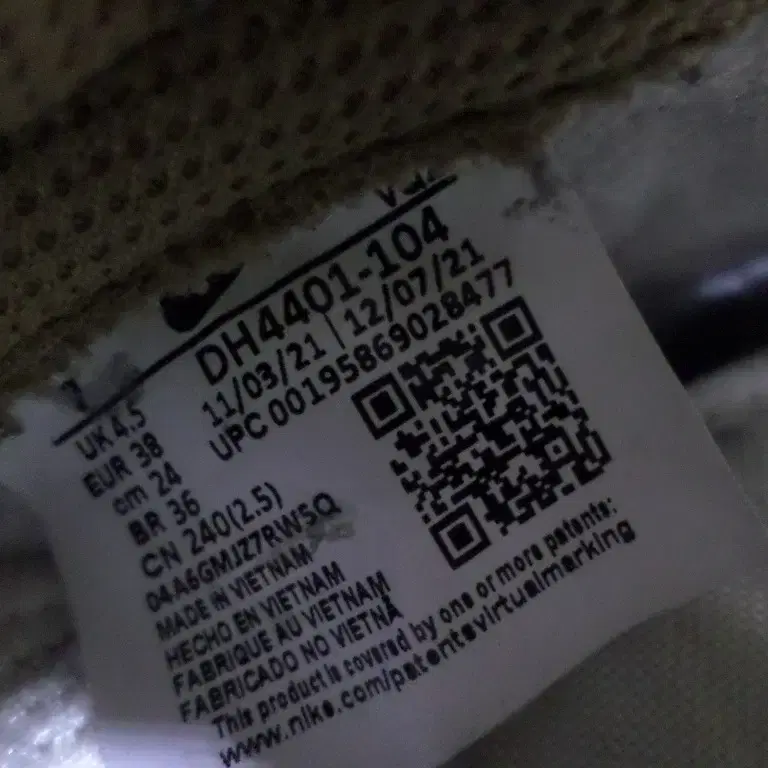 DH4401-104
11/03/21 | 12/07/21
UPC 00195869028477
UK 4.5
EUR 38
cm 24
BR 36
CN 240(2.5)
04A6GMJZ7RW5Q
MADE IN VIETNAM
HECHO EN VIETNAM
FABRIQUE AU VIETNAM
FABRICADO NO VIETNÃ
This product is covered by one or more patents:
www.nike.com/patentsvirtualmarking